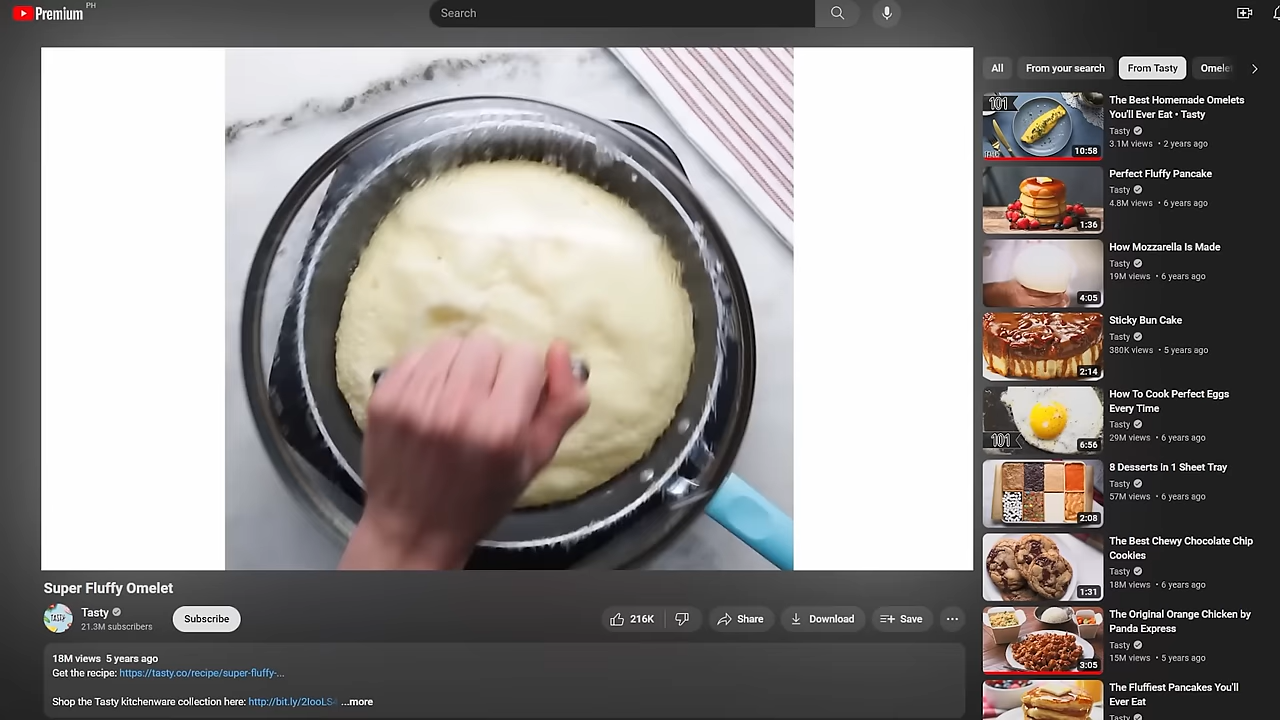 Premium PH
Search
All
From your search
From Tasty
Omele
101
10:58
The Best Homemade Omelets
You'll Ever Eat • Tasty
Tasty
3.1M views • 2 years ago
1:36
Perfect Fluffy Pancake
Tasty
4.8M views • 6 years ago
4:05
How Mozzarella Is Made
Tasty
19M views • 6 years ago
2:14
Sticky Bun Cake
Tasty
380K views • 5 years ago
101
6:56
How To Cook Perfect Eggs
Every Time
Tasty
29M views • 6 years ago
2:08
8 Desserts In 1 Sheet Tray
Tasty
57M views • 6 years ago
1:31
The Best Chewy Chocolate Chip
Cookies
Tasty
18M views • 6 years ago
3:05
The Original Orange Chicken by
Panda Express
Tasty
15M views • 5 years ago
The Fluffiest Pancakes You'll
Ever Eat
Tasty
Super Fluffy Omelet
TASTY
Tasty
21.3M subscribers
Subscribe
216K
Share
Download
Save
18M views 5 years ago
Get the recipe: https://tasty.co/recipe/super-fluffy-...
Shop the Tasty kitchenware collection here: http://bit.ly/2IooLS ...more